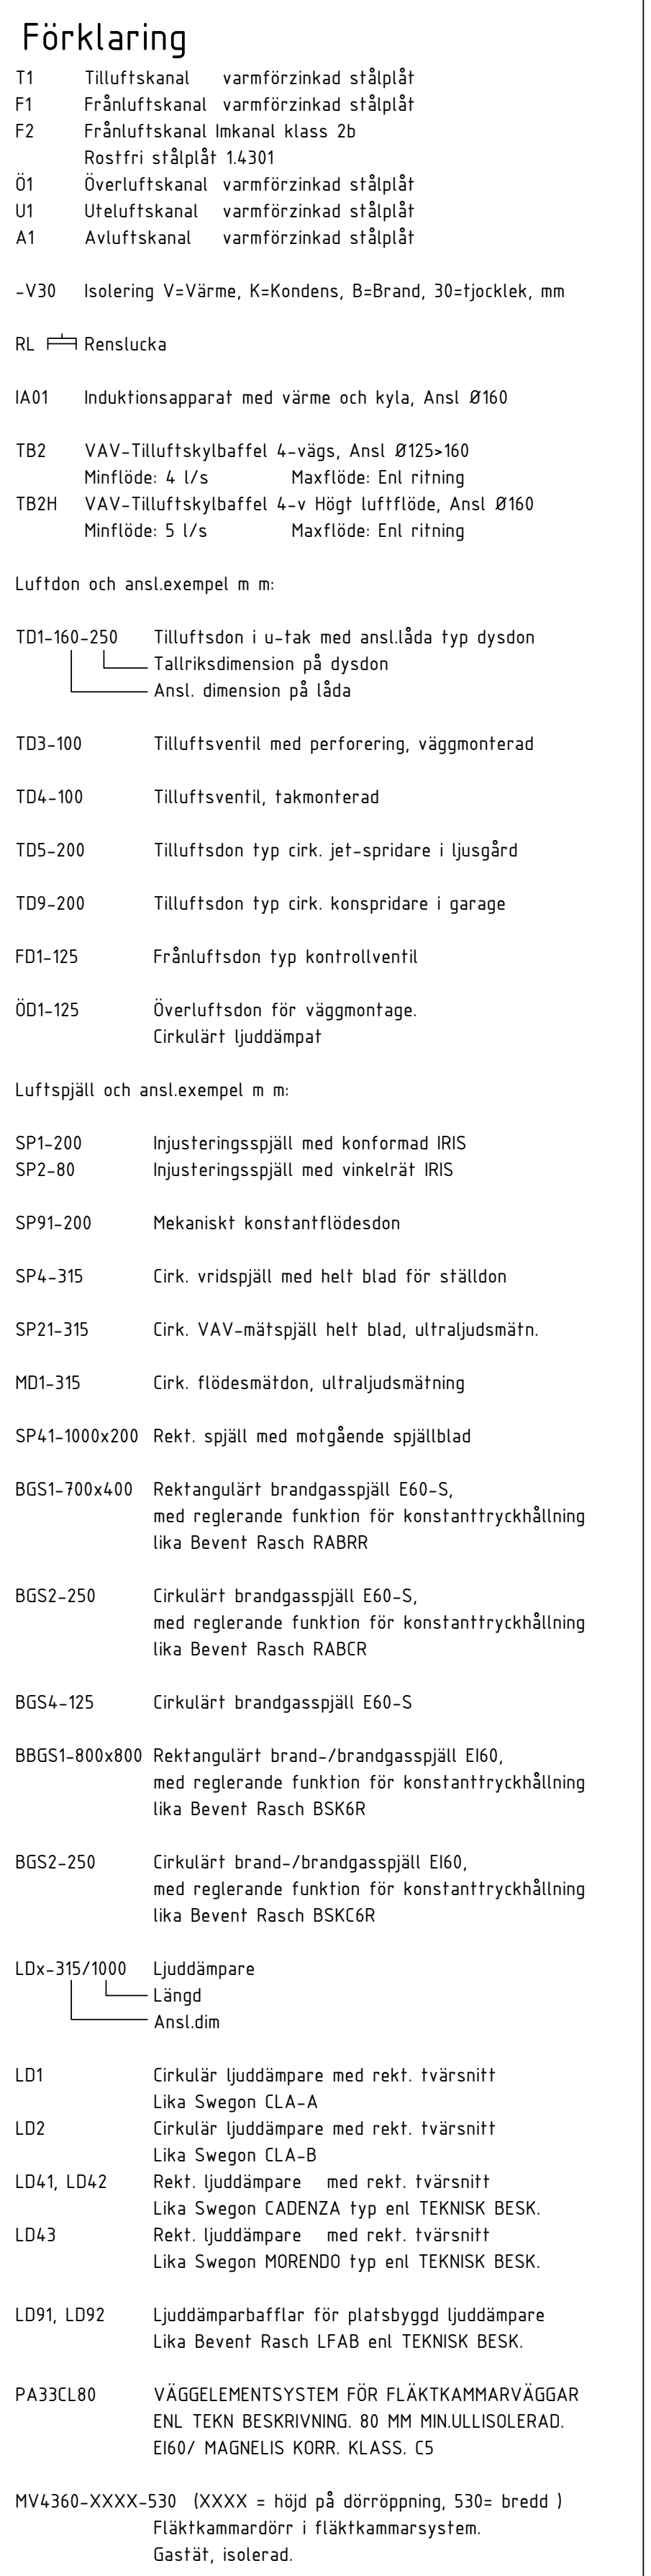 Förklaring
T1 Tilluftskanal varmförzinkad stålplåt
F1 Frånluftskanal varmförzinkad stålplåt
F2 Frånluftskanal Imkanal klass 2b
Rostfri stålplåt 1.4301
Ö1 Överluftskanal varmförzinkad stålplåt
U1 Uteluftskanal varmförzinkad stålplåt
A1 Avluftskanal varmförzinkad stålplåt
-V30 Isolering V=Värme, K=Kondens, B=Brand, 30=tjocklek, mm
RL Renslucka
IA01 Induktionsapparat med värme och kyla, Ansl Ø160
TB2 VAV-Tilluftskylbaffel 4-vägs, Ansl Ø125>160
Minflöde: 4 l/s Maxflöde: Enl ritning
TB2H VAV-Tilluftskylbaffel 4-v Högt luftflöde, Ansl Ø160
Minflöde: 5 l/s Maxflöde: Enl ritning
Luftdon och ansl.exempel m m:
TD1-160-250 Tilluftsdon i u-tak med ansl.låda typ dysdon
Tallriksdimension på dysdon
Ansl. dimension på låda
TD3-100 Tilluftsventil med perforering, väggmonterad
TD4-100 Tilluftsventil, takmonterad
TD5-200 Tilluftsdon typ cirk. jet-spridare i ljusgård
TD9-200 Tilluftsdon typ cirk. konspridare i garage
FD1-125 Frånluftsdon typ kontrollventil
ÖD1-125 Överluftsdon för väggmontage.
Cirkulärt ljuddämpat
Luftspjäll och ansl.exempel m m:
SP1-200 Injusteringsspjäll med konformad IRIS
SP2-80 Injusteringsspjäll med vinkelrät IRIS
SP91-200 Mekaniskt konstantflödesdon
SP4-315 Cirk. vridspjäll med helt blad för ställdon
SP21-315 Cirk. VAV-mätspjäll helt blad, ultraljudsmätn.
MD1-315 Cirk. flödesmätdon, ultraljudsmätning
SP41-1000x200 Rekt. spjäll med motgående spjällblad
BGS1-700x400 Rektangulärt brandgasspjäll E60-S,
med reglerande funktion för konstanttryckhållning
lika Bevent Rasch RABRR
BGS2-250 Cirkulärt brandgasspjäll E60-S,
med reglerande funktion för konstanttryckhållning
lika Bevent Rasch RABCR
BGS4-125 Cirkulärt brandgasspjäll E60-S
BBGS1-800x800 Rektangulärt brand-/brandgasspjäll EI60,
med reglerande funktion för konstanttryckhållning
lika Bevent Rasch BSK6R
BGS2-250 Cirkulärt brand-/brandgasspjäll EI60,
med reglerande funktion för konstanttryckhållning
lika Bevent Rasch BSKC6R
LDx-315/1000 Ljuddämpare
Längd
Ansl.dim
LD1 Cirkulär ljuddämpare med rekt. tvärsnitt
Lika Swegon CLA-A
LD2 Cirkulär ljuddämpare med rekt. tvärsnitt
Lika Swegon CLA-B
LD41, LD42 Rekt. ljuddämpare med rekt. tvärsnitt
Lika Swegon CADENZA typ enl TEKNISK BESK.
LD43 Rekt. ljuddämpare med rekt. tvärsnitt
Lika Swegon MORENDO typ enl TEKNISK BESK.
LD91, LD92 Ljuddämparbafflar för platsbyggd ljuddämpare
Lika Bevent Rasch LFAB enl TEKNISK BESK.
PA33CL80 VÄGGELEMENTSYSTEM FÖR FLÄKTKAMMARVÄGGAR
ENL TEKN BESKRIVNING. 80 MM MIN.ULLISOLERAD.
EI60/ MAGNELIS KORR. KLASS. C5
MV4360-XXXX-530 (XXXX = höjd på dörröppning, 530= bredd )
Fläktkammardörr i fläktkammarsystem.
Gastät, isolerad.